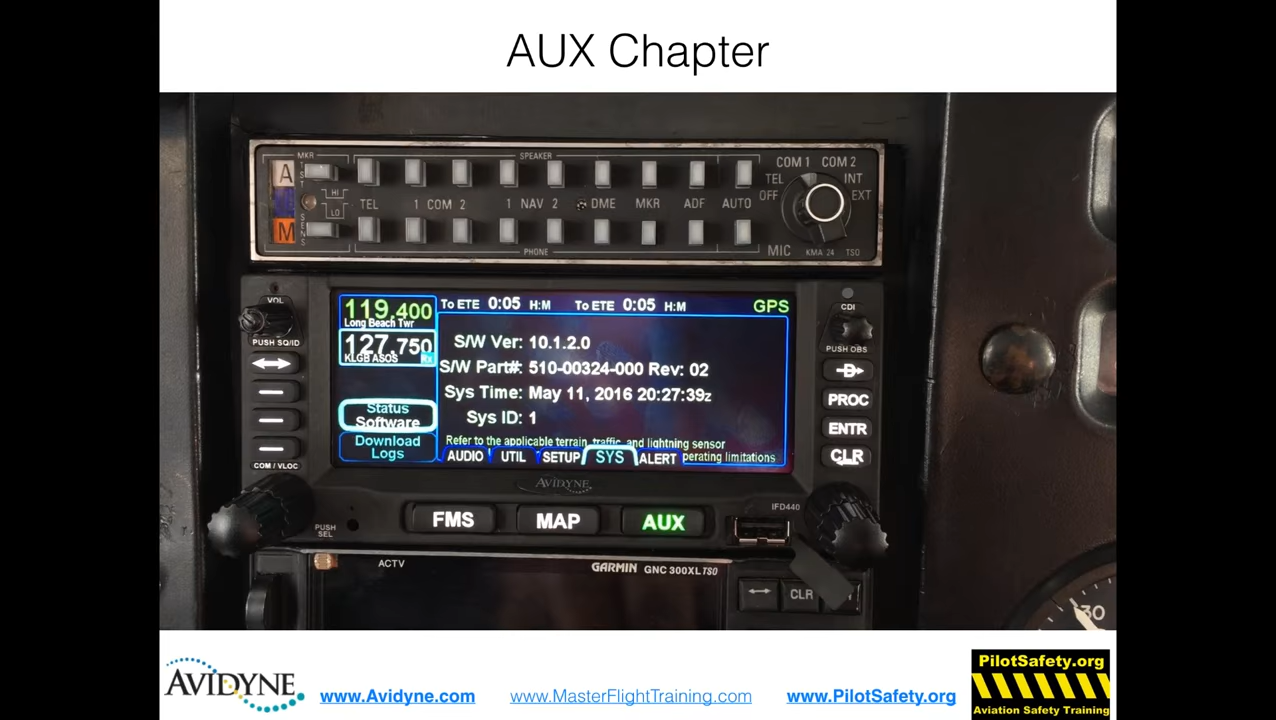 AUX Chapter
MKR
SPEAKER
COM 1 COM 2
A
TEST
TEL INT
OFF EXT
HI
LO
TEL 1 COM 2 1 NAV 2 DME MKR ADF AUTO
M
SENS
PHONE
MIC KMA 24 TSO
VOL
PUSH SQ/ID
COM / VLOC
PUSH SEL
119.400
Long Beach Twr
127.750
KLGB ASOS Rx
Status
Software
Download
Logs
To ETE 0:05 H:M To ETE 0:05 H:M GPS
S/W Ver: 10.1.2.0
S/W Part#: 510-00324-000 Rev: 02
Sys Time: May 11, 2016 20:27:39z
Sys ID: 1
Refer to the applicable terrain, traffic, and lightning sensor
perating limitations
AUDIO UTIL SETUP SYS ALERT
CDI
PUSH OBS
D
PROC
ENTR
CLR
AVIDYNE
IFD440
FMS MAP AUX
ACTV
GARMIN GNC 300XL TSO
CLR
30
AVIDYNE
www.Avidyne.com
www.MasterFlightTraining.com
www.PilotSafety.org
PilotSafety.org
Aviation Safety Training